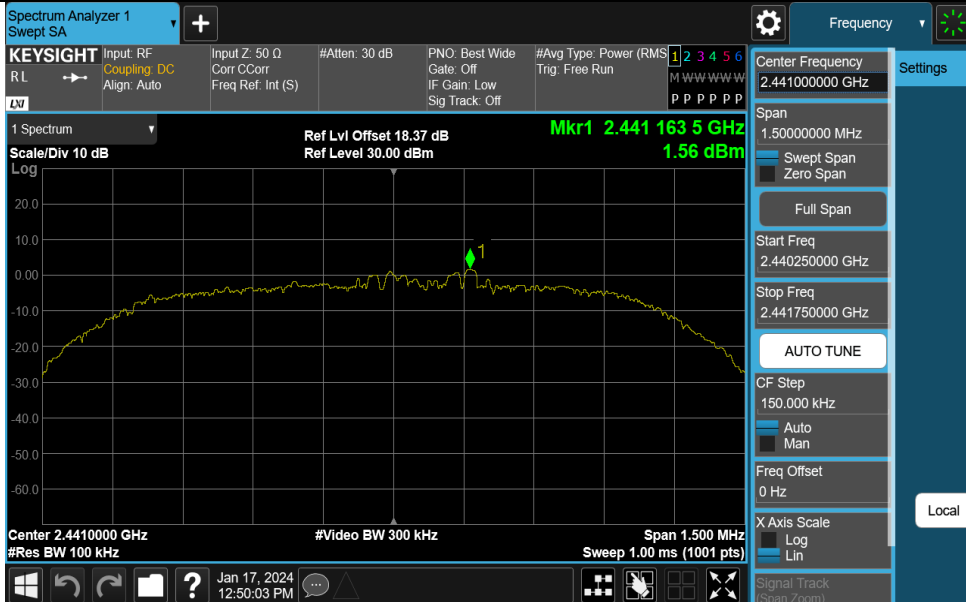 Spectrum Analyzer 1
Swept SA
Frequency
KEYSIGHT
R L
LXI
Input: RF
Coupling: DC
Align: Auto
Input Z: 50 Ω
Corr CCorr
Freq Ref: Int (S)
#Atten: 30 dB
PNO: Best Wide
Gate: Off
IF Gain: Low
Sig Track: Off
#Avg Type: Power (RMS
Trig: Free Run
1 2 3 4 5 6
M W W W W W
P P P P P P
1 Spectrum
Scale/Div 10 dB
Log
Ref Lvl Offset 18.37 dB
Ref Level 30.00 dBm
Mkr1 2.441 163 5 GHz
1.56 dBm
20.0
10.0
0.00
-10.0
-20.0
-30.0
-40.0
-50.0
-60.0
1
Center 2.4410000 GHz
#Res BW 100 kHz
#Video BW 300 kHz
Span 1.500 MHz
Sweep 1.00 ms (1001 pts)
Jan 17, 2024
12:50:03 PM
Center Frequency
2.441000000 GHz
Span
1.50000000 MHz
Swept Span
Zero Span
Full Span
Start Freq
2.440250000 GHz
Stop Freq
2.441750000 GHz
AUTO TUNE
CF Step
150.000 kHz
Auto
Man
Freq Offset
0 Hz
X Axis Scale
Log
Lin
Signal Track
(Span Zoom)
Settings
Local